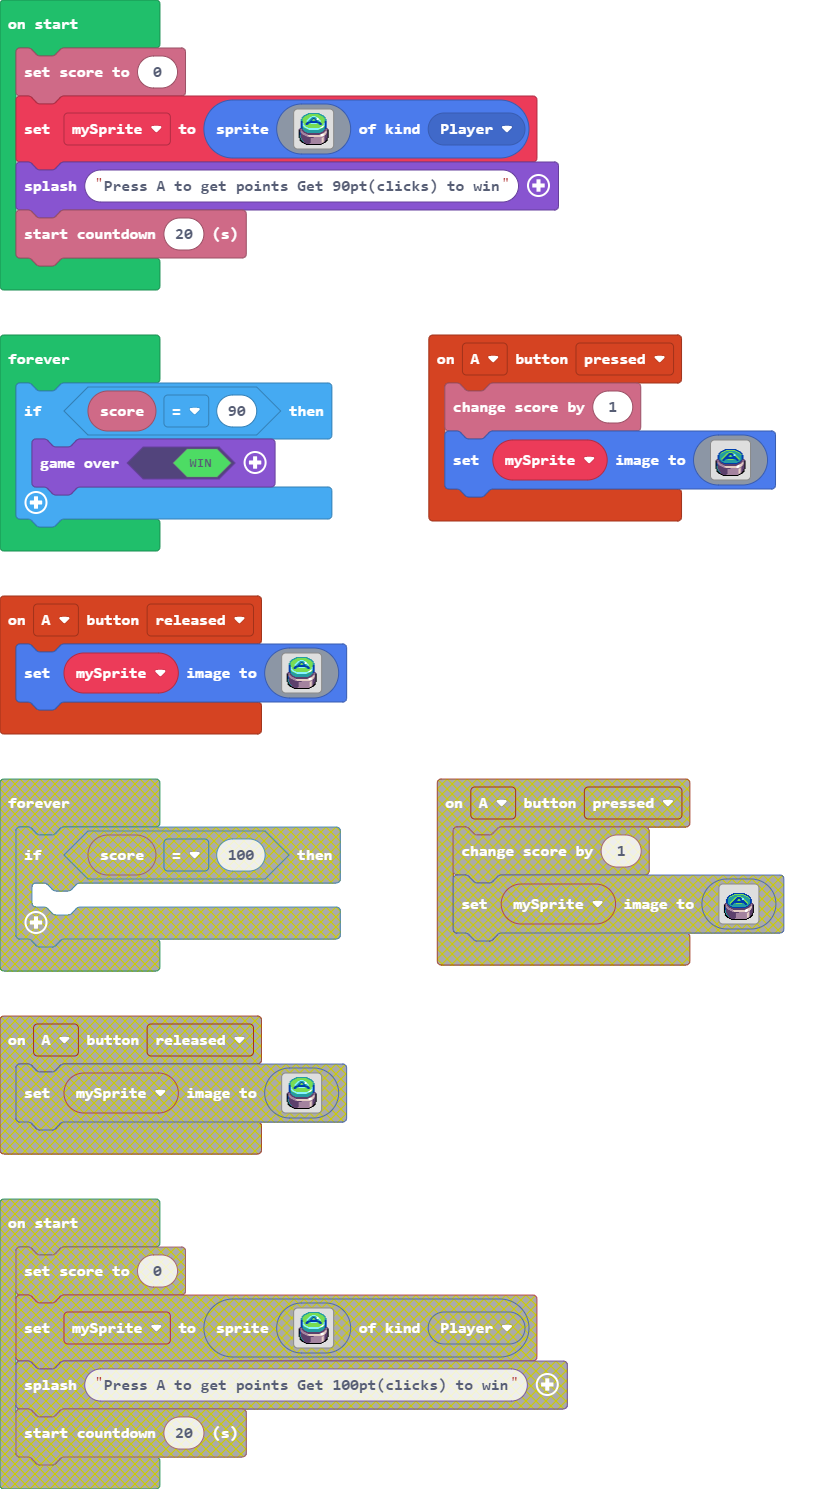 on start
set score to 0
set mySprite to sprite A of kind Player
splash "Press A to get points Get 90pt(clicks) to win"
start countdown 20 (s)
forever
if score = 90 then
game over WIN
on A button pressed
change score by 1
set mySprite image to A
on A button released
set mySprite image to A
forever
if score = 100 then
on A button pressed
change score by 1
set mySprite image to A
on A button released
set mySprite image to A
on start
set score to 0
set mySprite to sprite A of kind Player
splash "Press A to get points Get 100pt(clicks) to win"
start countdown 20 (s)